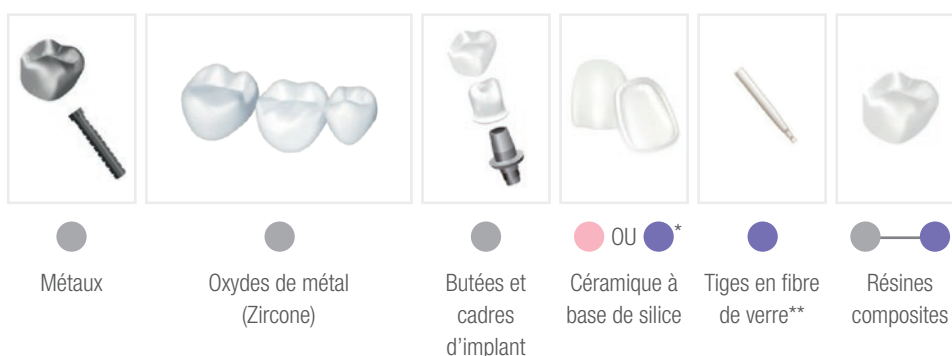 OU *
Métaux
Oxydes de métal
(Zircone)
Butées et
cadres
d'implant
Céramique à
base de silice
Tiges en fibre
de verre**
Résines
composites